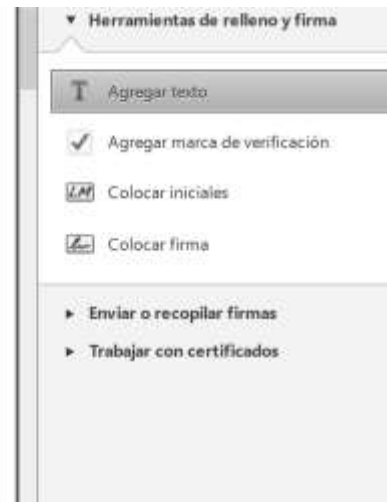 Herramientas de relleno y firma
T Agregar texto
Agregar marca de verificación
LM Colocar iniciales
Colocar firma
Enviar o recopilar firmas
Trabajar con certificados